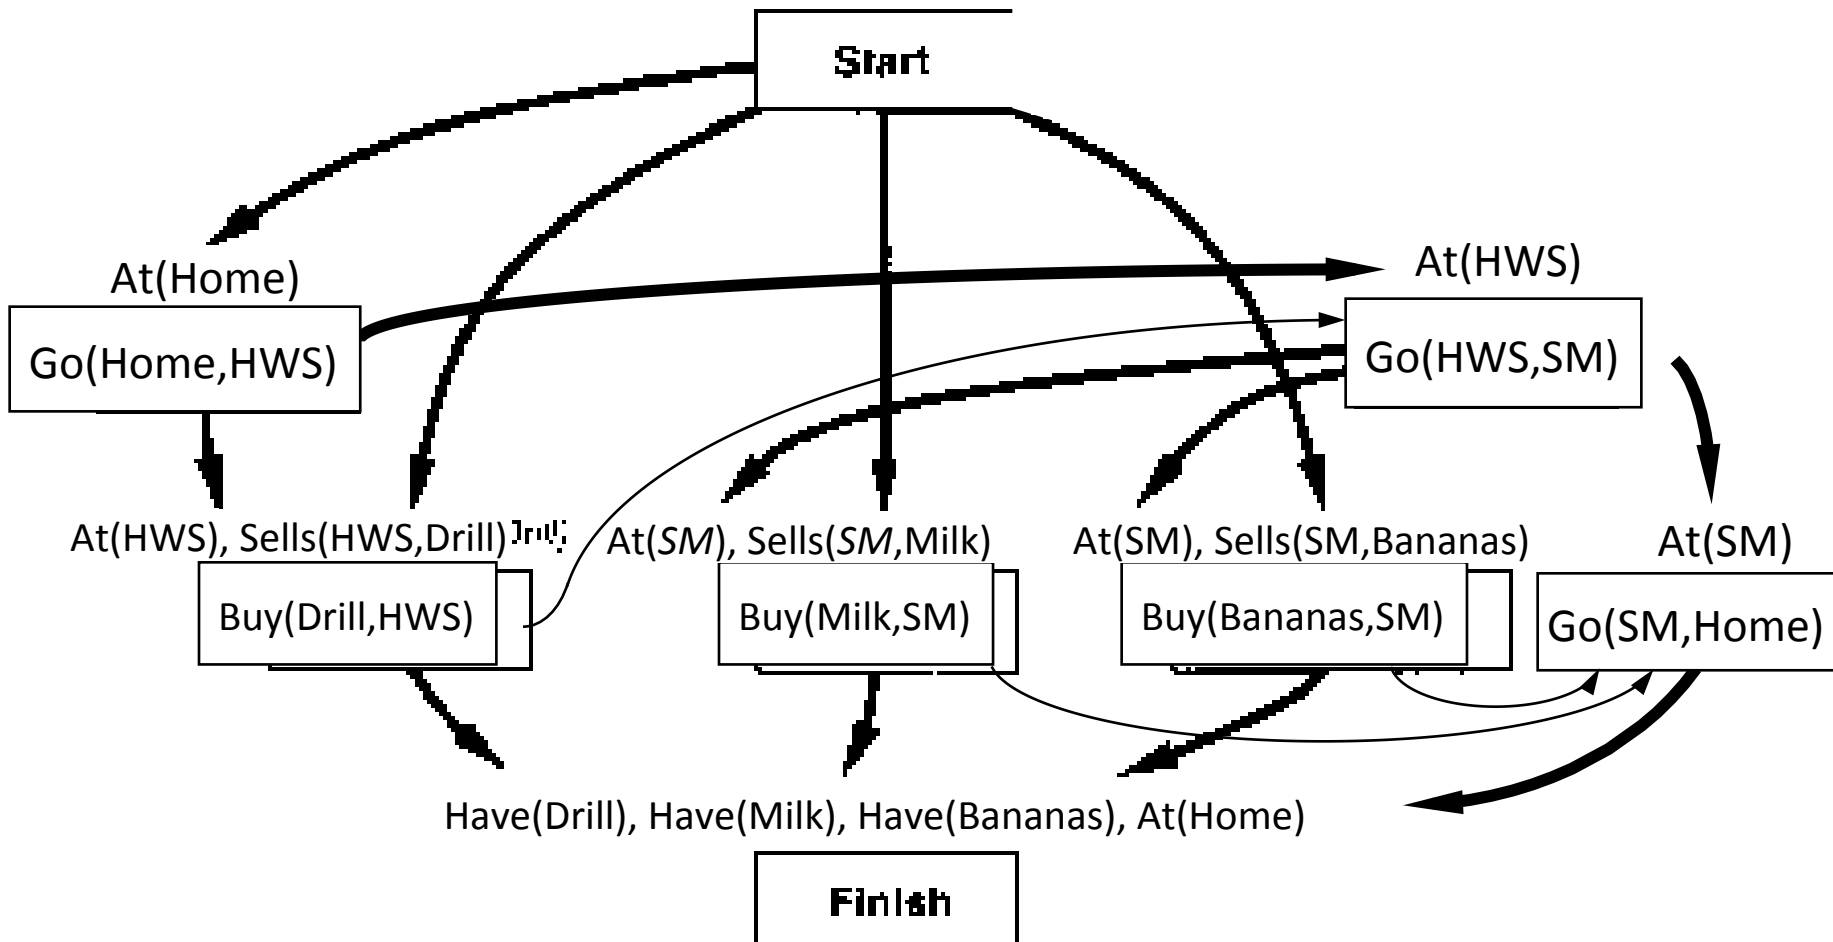 Start
At(HWS)
At(Home)
Go(Home,HWS)
Go(HWS,SM)
At(HWS), Sells(HWS,Drill)
At(SM), Sells(SM,Milk)
At(SM), Sells(SM,Bananas)
At(SM)
Buy(Drill,HWS)
Buy(Milk,SM)
Buy(Bananas,SM)
Go(SM,Home)
Have(Drill), Have(Milk), Have(Bananas), At(Home)
Finish